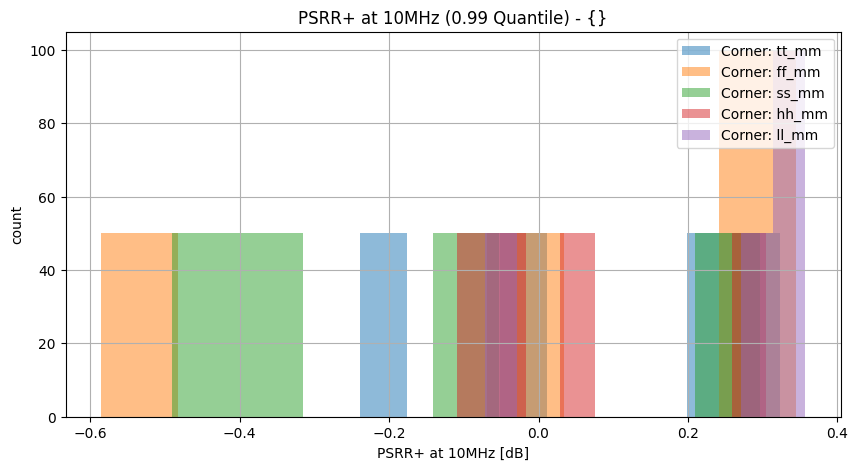 PSRR+ at 10MHz (0.99 Quantile) - {}
Corner: tt_mm
Corner: ff_mm
Corner: ss_mm
Corner: hh_mm
Corner: ll_mm
count
100
80
60
40
20
0
−0.6
−0.4
−0.2
0.0
0.2
0.4
PSRR+ at 10MHz [dB]